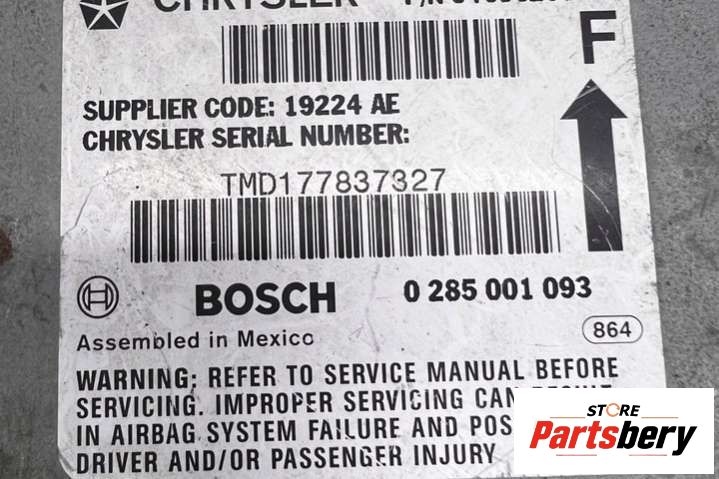 CHRYSLER
F
SUPPLIER CODE: 19224 AE
CHRYSLER SERIAL NUMBER:
TMD177837327
BOSCH 0 285 001 093
Assembled in Mexico 864
WARNING: REFER TO SERVICE MANUAL BEFORE
SERVICING. IMPROPER SERVICING CAN
IN AIRBAG SYSTEM FAILURE AND
DRIVER AND/OR PASSENGER INJURY
STORE
Partsbery